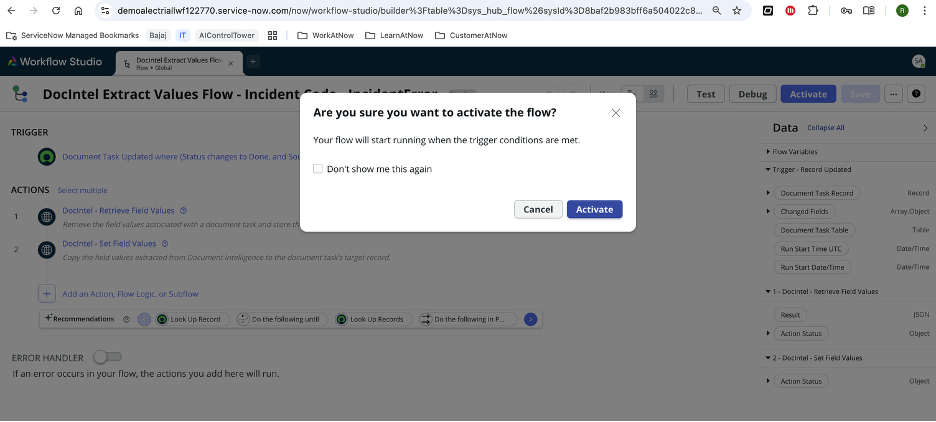 demoalectriallwf122770.service-now.com/now/workflow-studio/builder%3Ftable%3Dsys_hub_flow%26sysId%3D8baf2b983bff6a504022c8...
R
ServiceNow Managed Bookmarks
Bajaj
IT
AIControlTower
WorkAtNow
LearnAtNow
CustomerAtNow
Workflow Studio
DocIntel Extract Values Flow
Flow • Global
SA
DocIntel Extract Values Flow - Incident Code - IncidentError
Test
Debug
Activate
Save
TRIGGER
Document Task Updated where (Status changes to Done, and Sou
ACTIONS
Select multiple
1
DocIntel - Retrieve Field Values
Retrieve the field values associated with a document task and store th
2
DocIntel - Set Field Values
Copy the field values extracted from Document Intelligence to the document task's target record.
Add an Action, Flow Logic, or Subflow
Recommendations
Look Up Record
Do the following until
Look Up Records
Do the following in P...
ERROR HANDLER
If an error occurs in your flow, the actions you add here will run.
Are you sure you want to activate the flow?
Your flow will start running when the trigger conditions are met.
Don't show me this again
Cancel
Activate
Data
Collapse All
Flow Variables
Trigger - Record Updated
Document Task Record
Record
Changed Fields
Array.Object
Document Task Table
Table
Run Start Time UTC
Date/Time
Run Start Date/Time
Date/Time
1 - DocIntel - Retrieve Field Values
Result
JSON
Action Status
Object
2 - DocIntel - Set Field Values
Action Status
Object